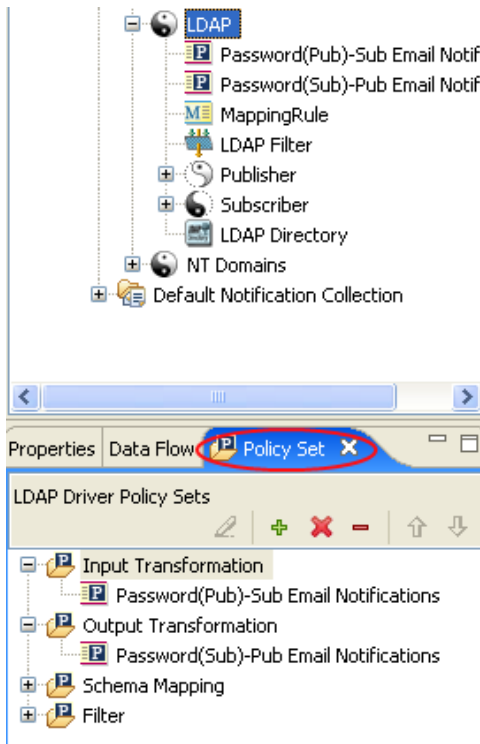 LDAP
Password(Pub)-Sub Email Notif
Password(Sub)-Pub Email Notif
MappingRule
LDAP Filter
Publisher
Subscriber
LDAP Directory
NT Domains
Default Notification Collection
Properties Data Flow Policy Set
LDAP Driver Policy Sets
Input Transformation
Password(Pub)-Sub Email Notifications
Output Transformation
Password(Sub)-Pub Email Notifications
Schema Mapping
Filter